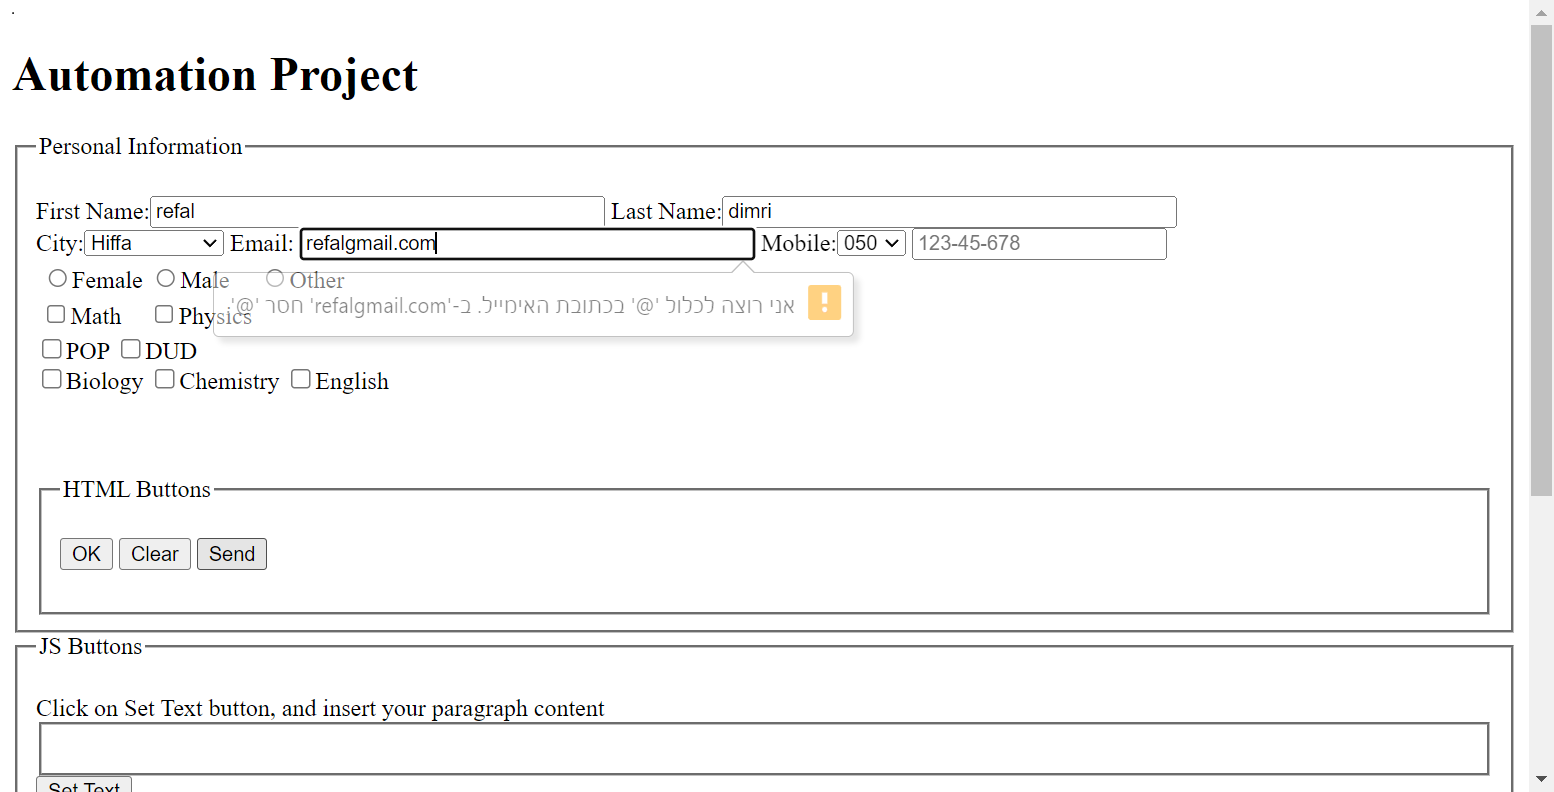 .
Automation Project
Personal Information
First Name: refal Last Name: dimri
City: Hiffa Email: refalgmail.com Mobile: 050 123-45-678
Female Male Other
אני רוצה לכלול '@' בכתובת האימייל. ב-'refalgmail.com' חסר '@'.
Math Physics
POP DUD
Biology Chemistry English
HTML Buttons
OK Clear Send
JS Buttons
Click on Set Text button, and insert your paragraph content
Set Text